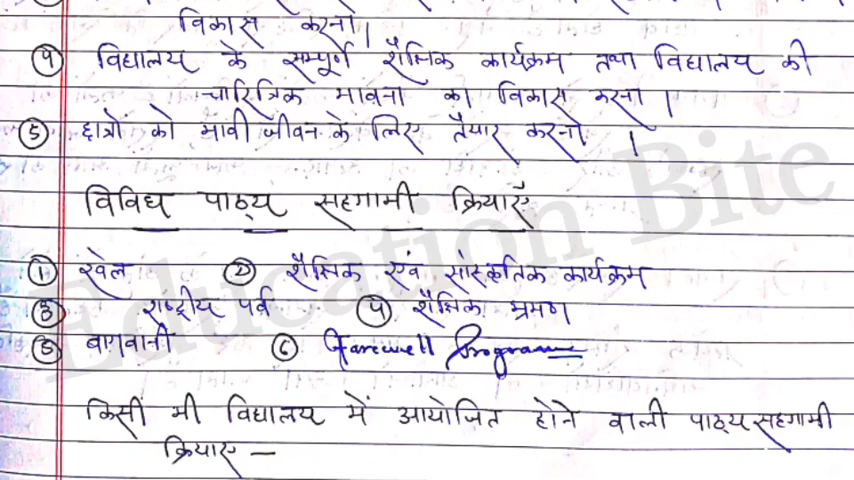 विकास करना।
(4) विद्यालय के सम्पूर्ण शैक्षिक कार्यक्रम तथा विद्यालय की
चारित्रिक भावना का विकास करना।
(5) छात्रों को भावी जीवन के लिए तैयार करना।
विविध पाठ्य सहगामी क्रियाएँ
(1) खेल (2) शैक्षिक एवं सांस्कृतिक कार्यक्रम
(3) राष्ट्रीय पर्व (4) शैक्षिक भ्रमण
(5) बागवानी (6) Farewell Programme
किसी भी विद्यालय में आयोजित होने वाली पाठ्य सहगामी
क्रियाए –
Education Bite